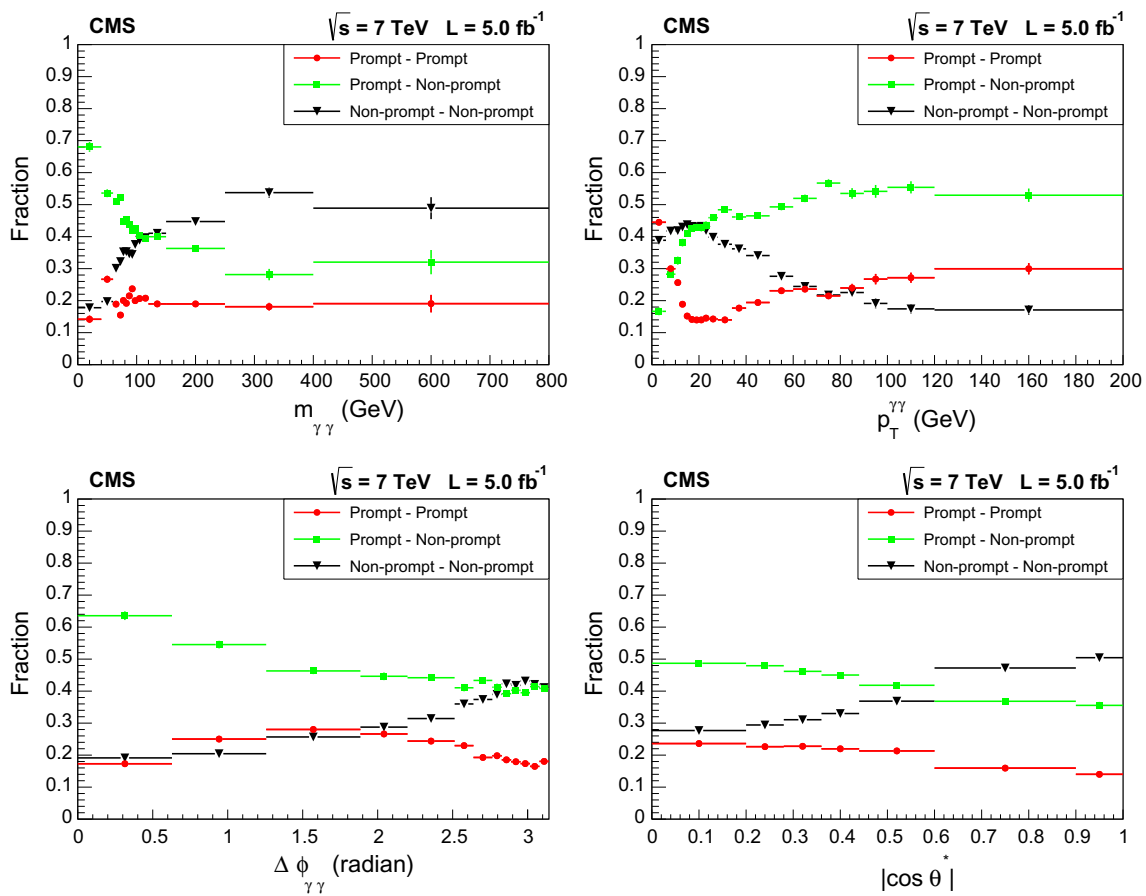 CMS √s = 7 TeV L = 5.0 fb⁻¹
Fraction
1
0.9
0.8
0.7
0.6
0.5
0.4
0.3
0.2
0.1
0
Prompt - Prompt
Prompt - Non-prompt
Non-prompt - Non-prompt
0 100 200 300 400 500 600 700 800
m_γγ (GeV)
CMS √s = 7 TeV L = 5.0 fb⁻¹
Fraction
1
0.9
0.8
0.7
0.6
0.5
0.4
0.3
0.2
0.1
0
Prompt - Prompt
Prompt - Non-prompt
Non-prompt - Non-prompt
0 20 40 60 80 100 120 140 160 180 200
p_T^γγ (GeV)
CMS √s = 7 TeV L = 5.0 fb⁻¹
Fraction
1
0.9
0.8
0.7
0.6
0.5
0.4
0.3
0.2
0.1
0
Prompt - Prompt
Prompt - Non-prompt
Non-prompt - Non-prompt
0 0.5 1 1.5 2 2.5 3
Δ ϕ_γγ (radian)
CMS √s = 7 TeV L = 5.0 fb⁻¹
Fraction
1
0.9
0.8
0.7
0.6
0.5
0.4
0.3
0.2
0.1
0
Prompt - Prompt
Prompt - Non-prompt
Non-prompt - Non-prompt
0 0.1 0.2 0.3 0.4 0.5 0.6 0.7 0.8 0.9 1
|cos θ*|